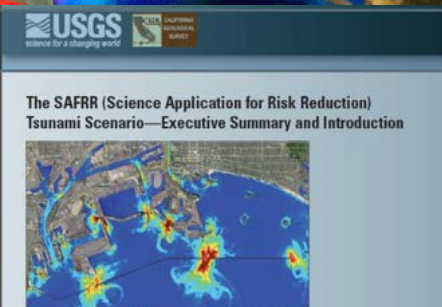 USGS
science for a changing world
CALIFORNIA
GEOLOGICAL
SURVEY
The SAFRR (Science Application for Risk Reduction)
Tsunami Scenario—Executive Summary and Introduction